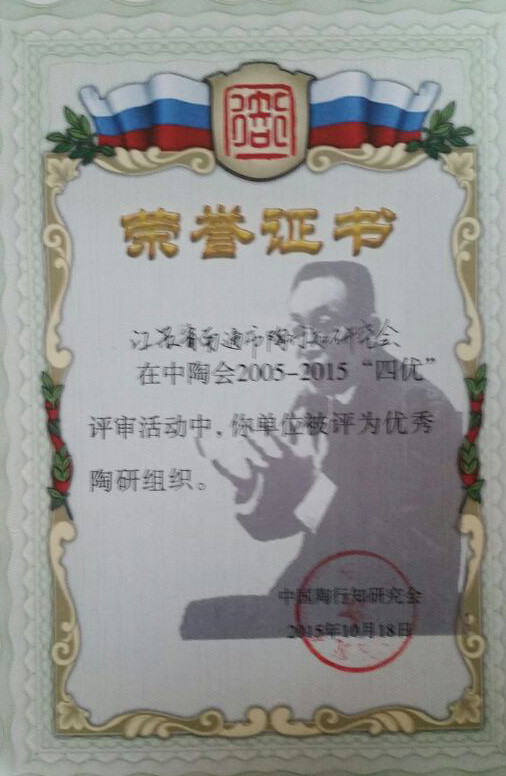 荣誉证书
江苏省南通市陶行知研究会
在中陶会2005-2015“四优”
评审活动中，你单位被评为优秀
陶研组织。
中国陶行知研究会
2015年10月18日